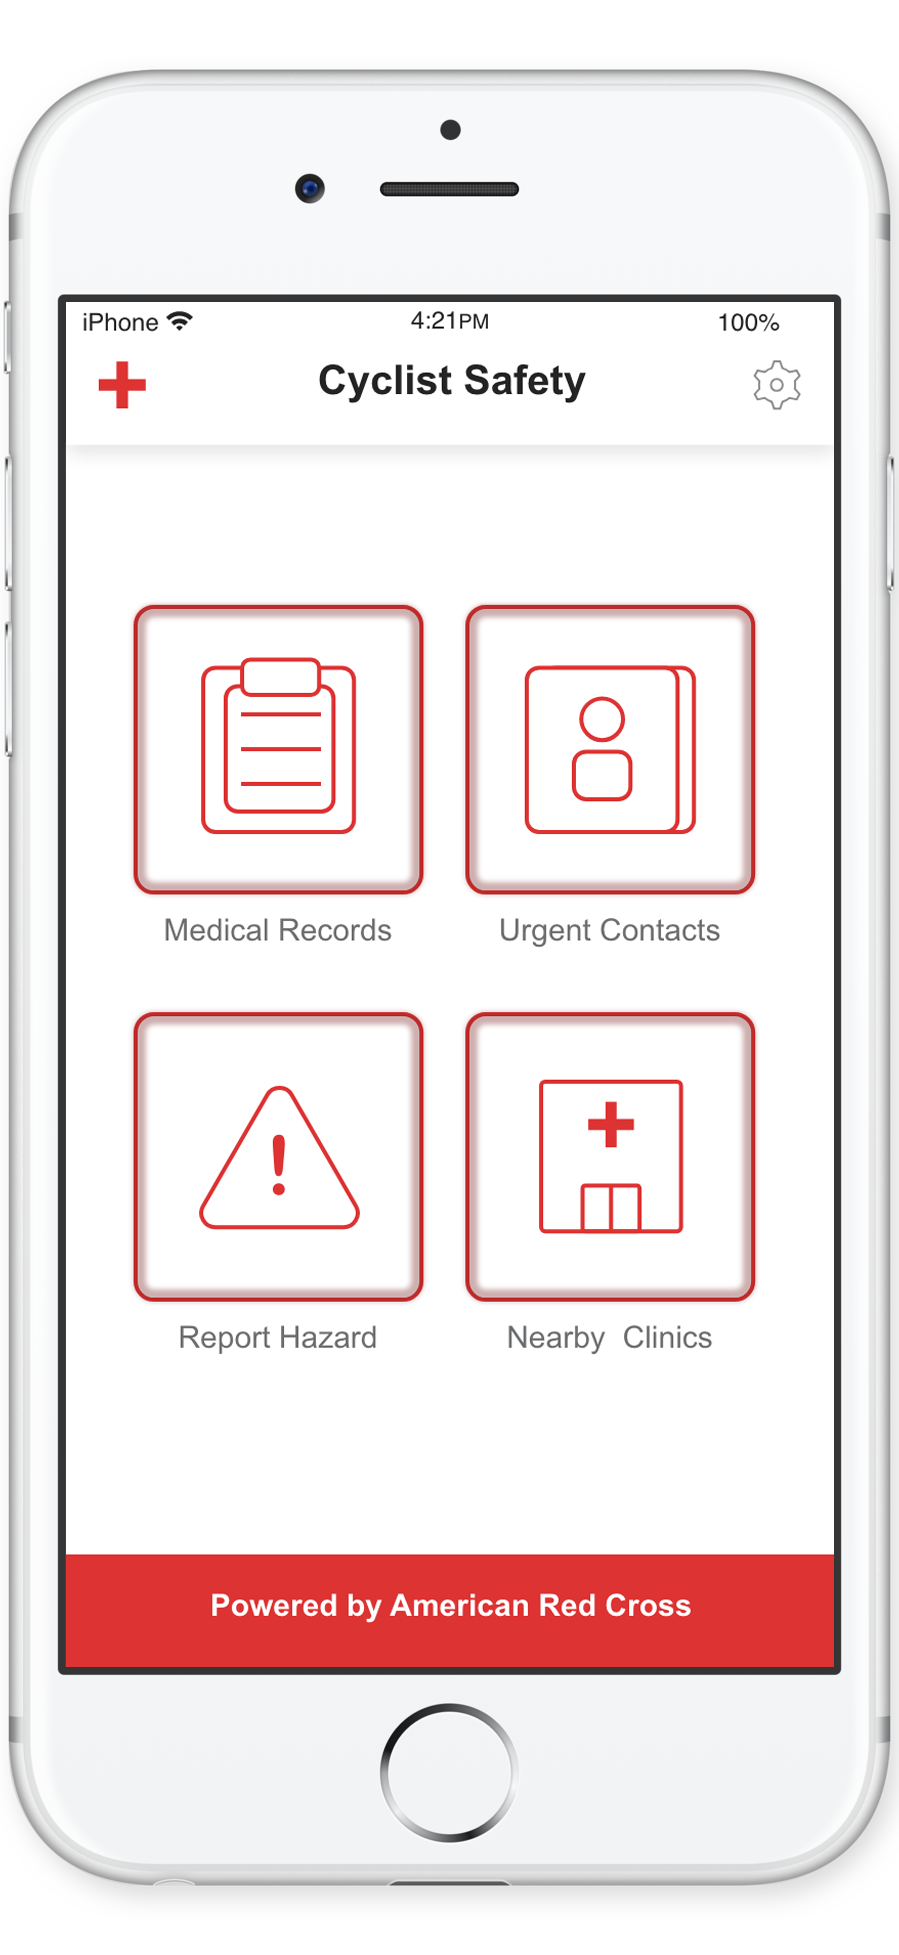 iPhone 4:21PM 100%
Cyclist Safety
Medical Records Urgent Contacts
Report Hazard Nearby Clinics
Powered by American Red Cross